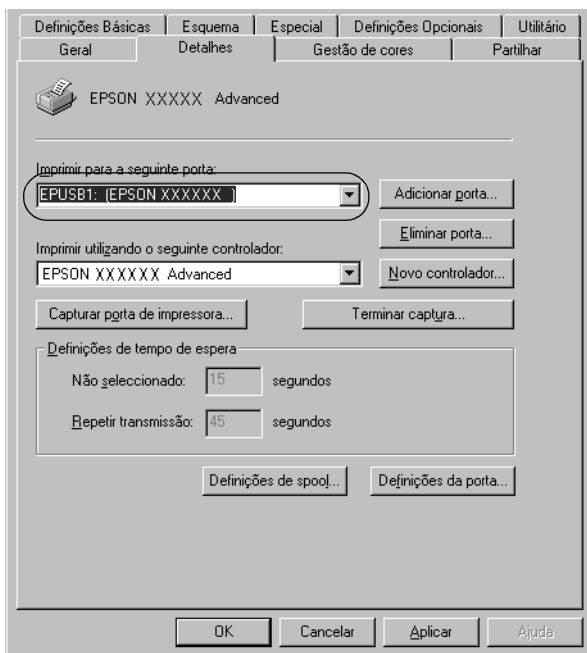 Definições Básicas Esquema Especial Definições Opcionais Utilitário
Geral Detalhes Gestão de cores Partilhar
EPSON XXXXX Advanced
Imprimir para a seguinte porta:
EPUSB1: (EPSON XXXXXX ) Adicionar porta...
Eliminar porta...
Imprimir utilizando o seguinte controlador:
EPSON XXXXXX Advanced Novo controlador...
Capturar porta de impressora... Terminar captura...
Definições de tempo de espera
Não seleccionado: 15 segundos
Repetir transmissão: 45 segundos
Definições de spool... Definições da porta...
OK Cancelar Aplicar Ajuda